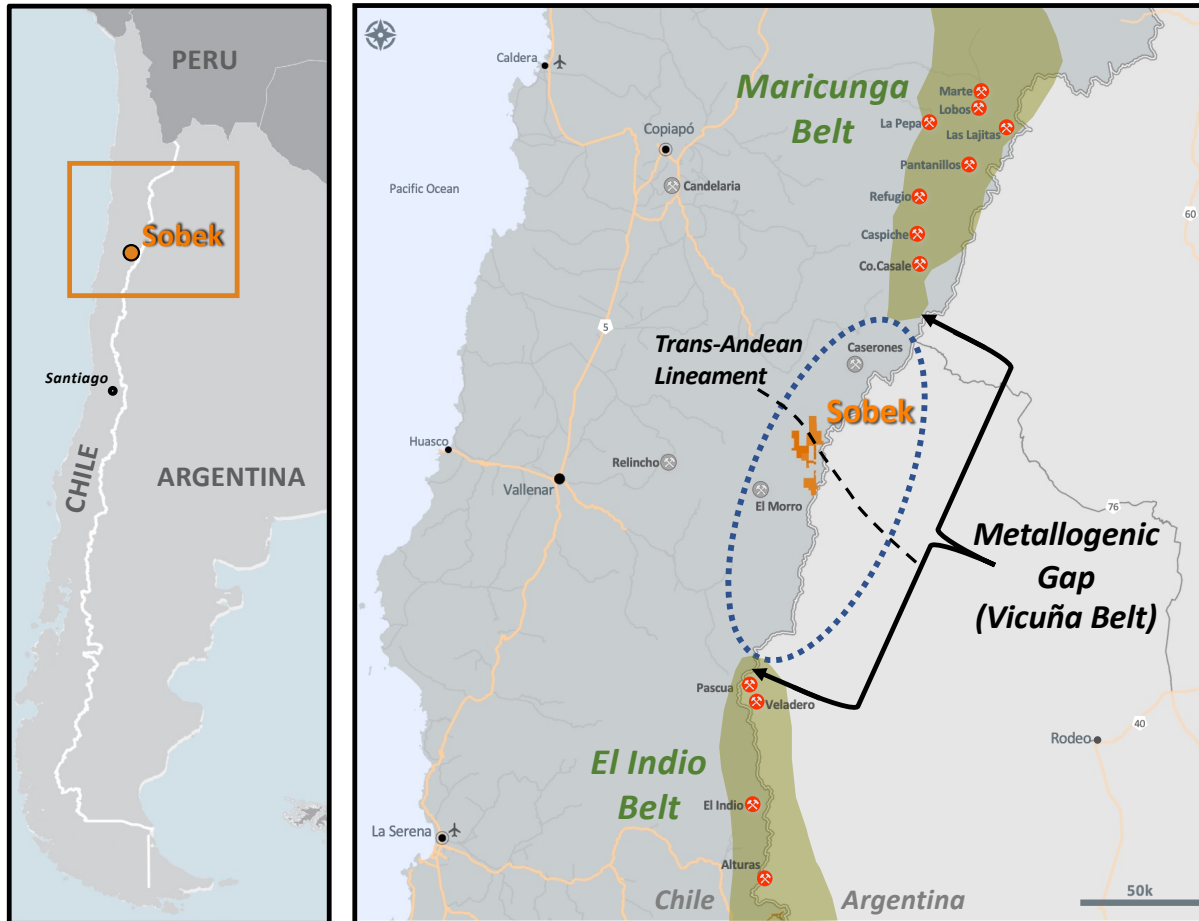 PERU
Sobek
Santiago
CHILE
ARGENTINA
Caldera
Maricunga
Belt
Marte
Lobos
La Pepa
Las Lajitas
Copiapó
Pantanillos
Pacific Ocean
Candelaria
Refugio
60
Caspiche
Co.Casale
5
Trans-Andean
Lineament
Caserones
Sobek
Huasco
Relincho
Vallenar
El Morro
76
Metallogenic
Gap
(Vicuña Belt)
Pascua
Veladero
40
Rodeo
El Indio
Belt
El Indio
La Serena
Alturas
Chile
Argentina
50k